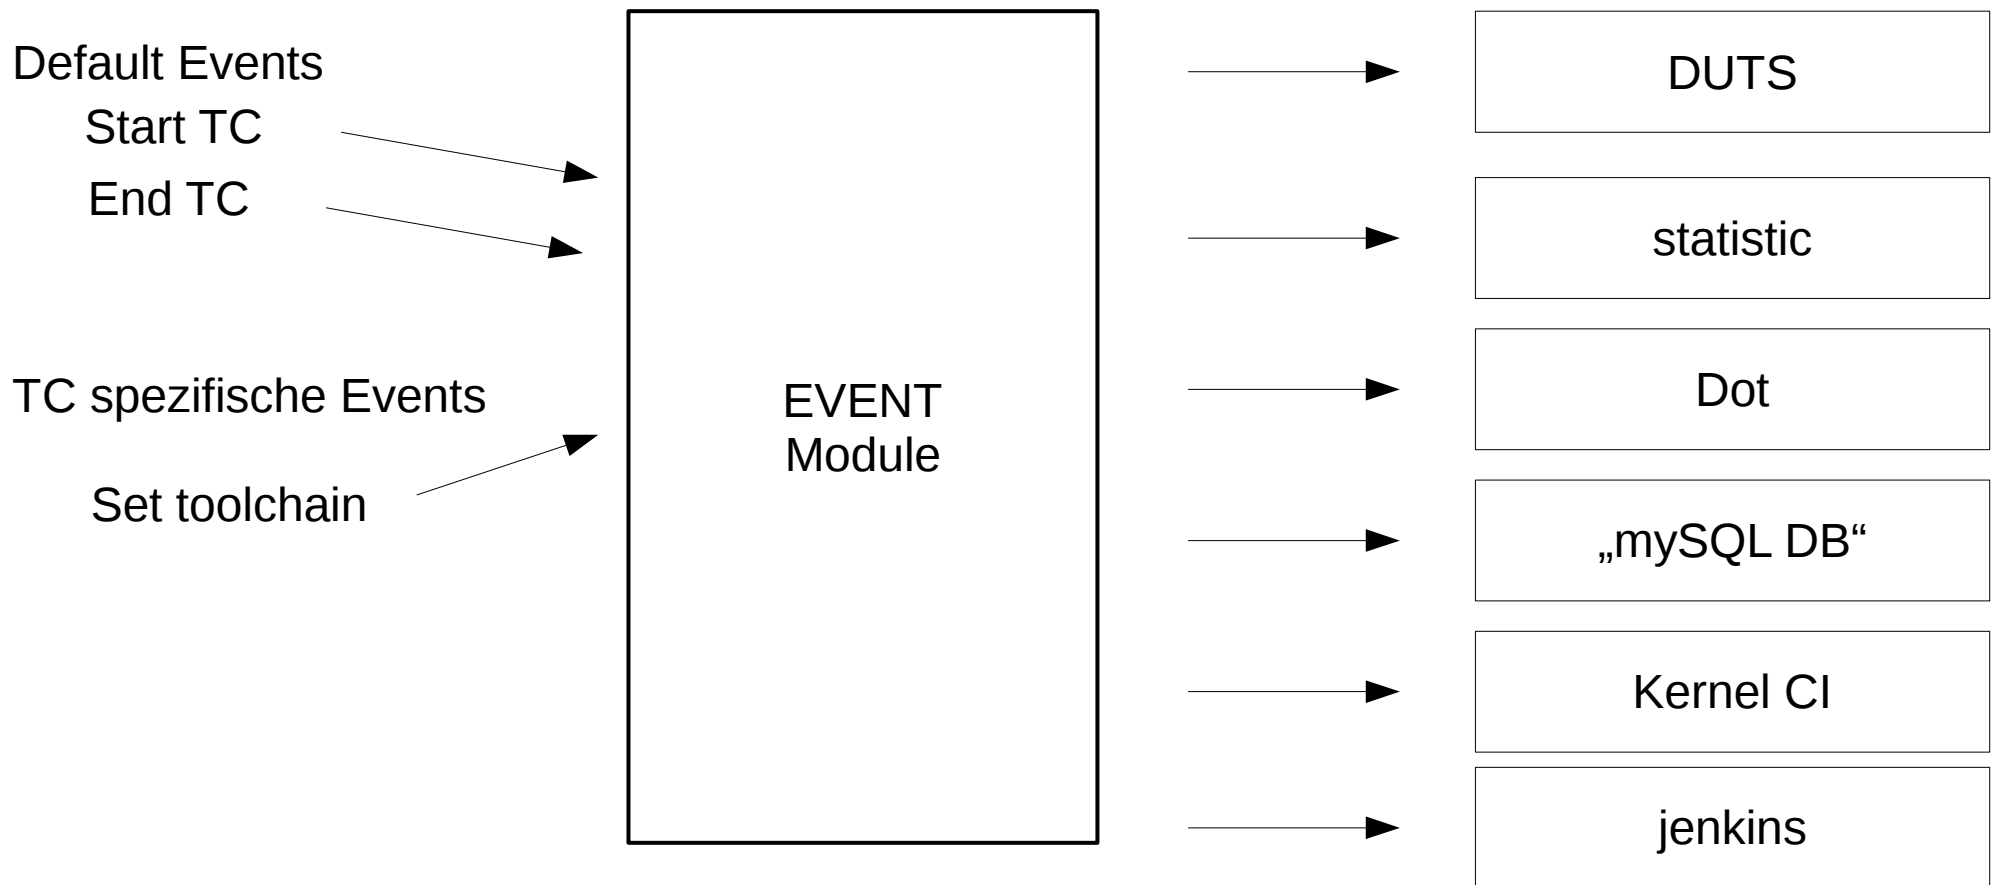 Default Events
Start TC
End TC
TC spezifische Events
Set toolchain
EVENT
Module
DUTS
statistic
Dot
„mySQL DB“
Kernel CI
jenkins